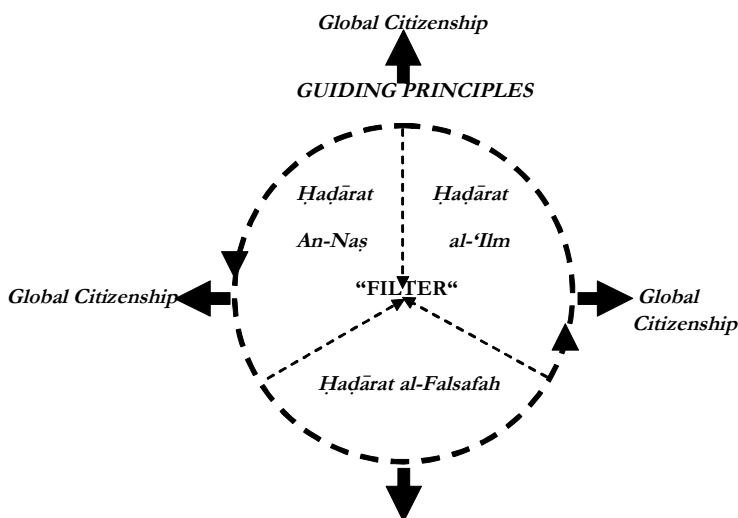 Global Citizenship
GUIDING PRINCIPLES
Ḥaḍārat
An-Naṣ
Ḥaḍārat
al-‘Ilm
“FILTER“
Global Citizenship
Global
Citizenship
Ḥaḍārat al-Falsafah